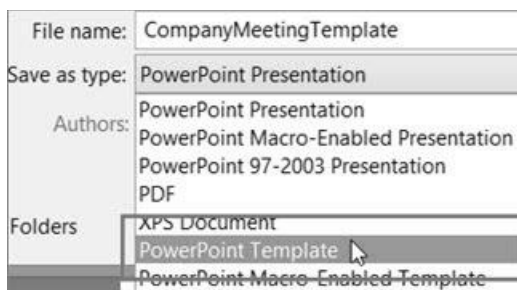 File name: CompanyMeetingTemplate
Save as type: PowerPoint Presentation
PowerPoint Presentation
Authors:
PowerPoint Macro-Enabled Presentation
PowerPoint 97-2003 Presentation
PDF
Folders
XPS Document
PowerPoint Template
PowerPoint Macro-Enabled Template